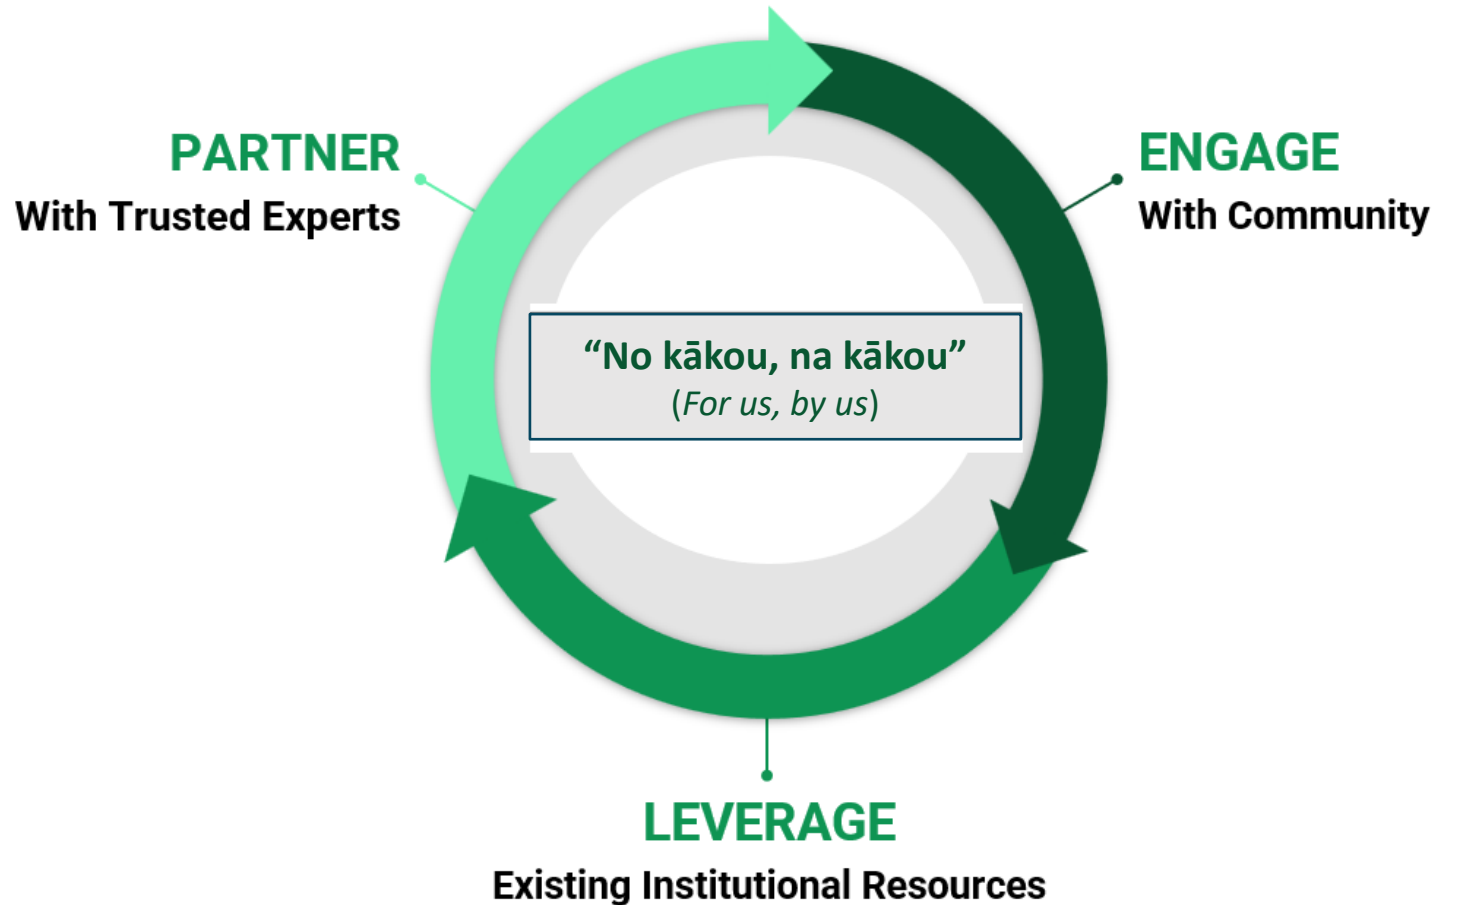 PARTNER
With Trusted Experts
ENGAGE
With Community
“No kākou, na kākou”
(For us, by us)
LEVERAGE
Existing Institutional Resources